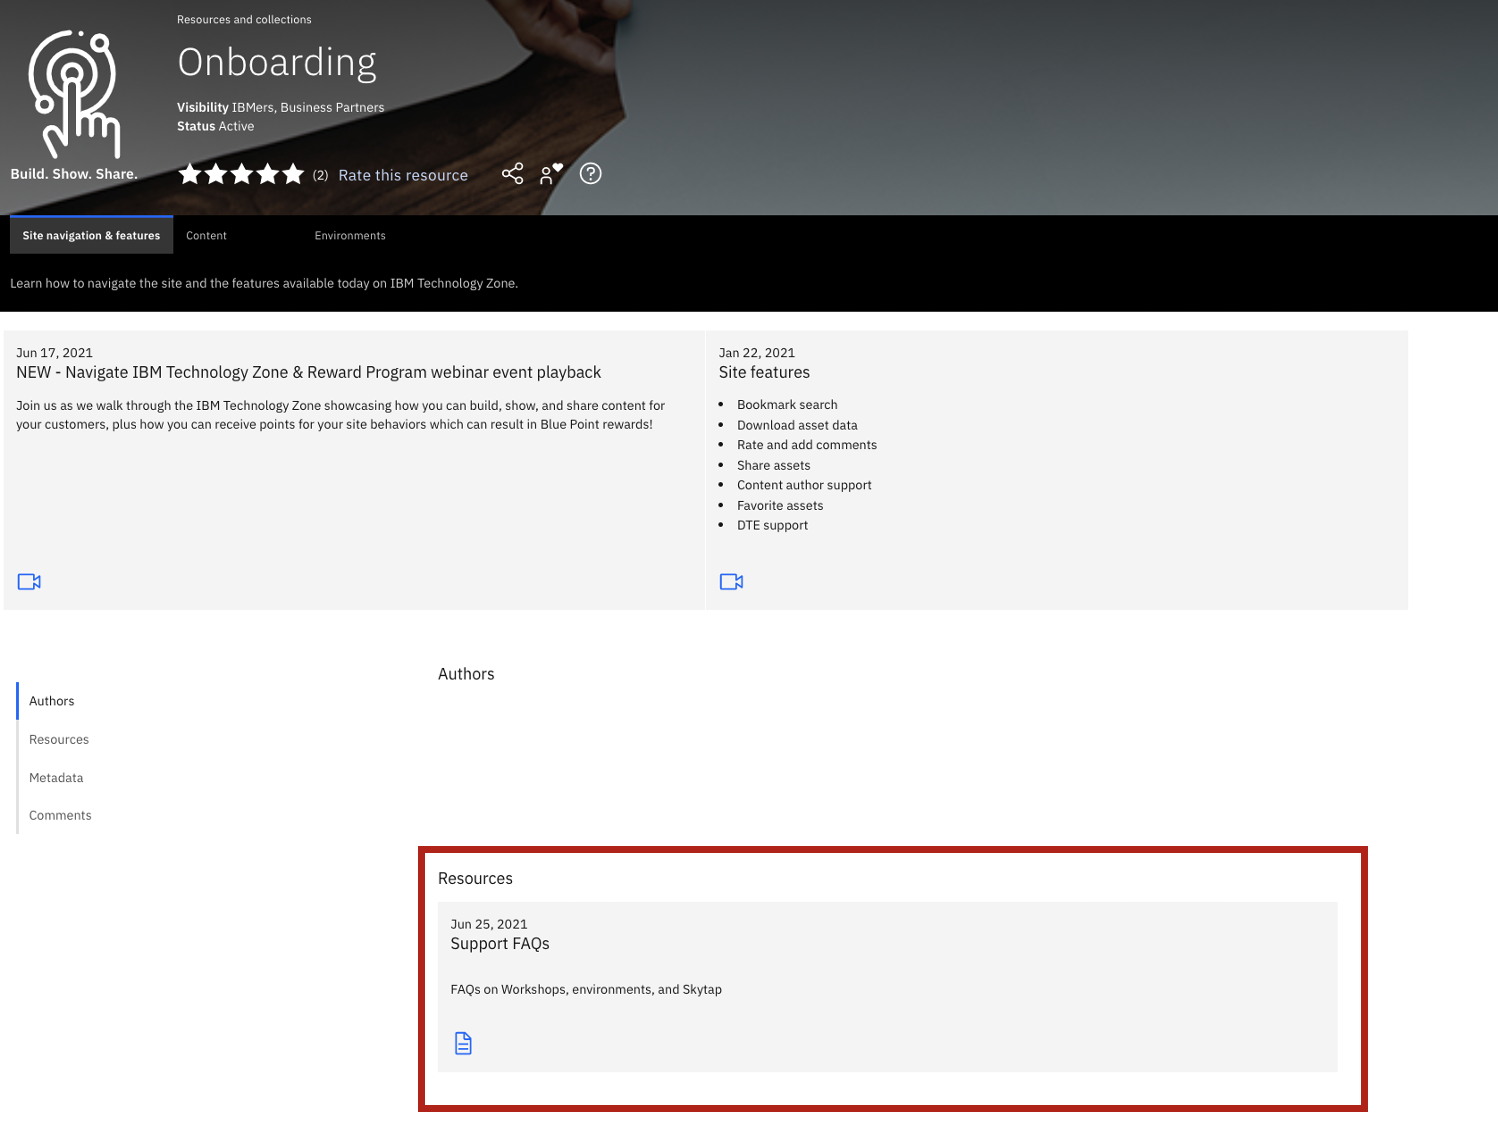 Resources and collections
Onboarding
Visibility IBMers, Business Partners
Status Active
Build. Show. Share.
(2) Rate this resource
Site navigation & features Content Environments
Learn how to navigate the site and the features available today on IBM Technology Zone.
Jun 17, 2021
NEW - Navigate IBM Technology Zone & Reward Program webinar event playback
Join us as we walk through the IBM Technology Zone showcasing how you can build, show, and share content for
your customers, plus how you can receive points for your site behaviors which can result in Blue Point rewards!
Jan 22, 2021
Site features
Bookmark search
Download asset data
Rate and add comments
Share assets
Content author support
Favorite assets
DTE support
Authors
Resources
Metadata
Comments
Authors
Resources
Jun 25, 2021
Support FAQs
FAQs on Workshops, environments, and Skytap